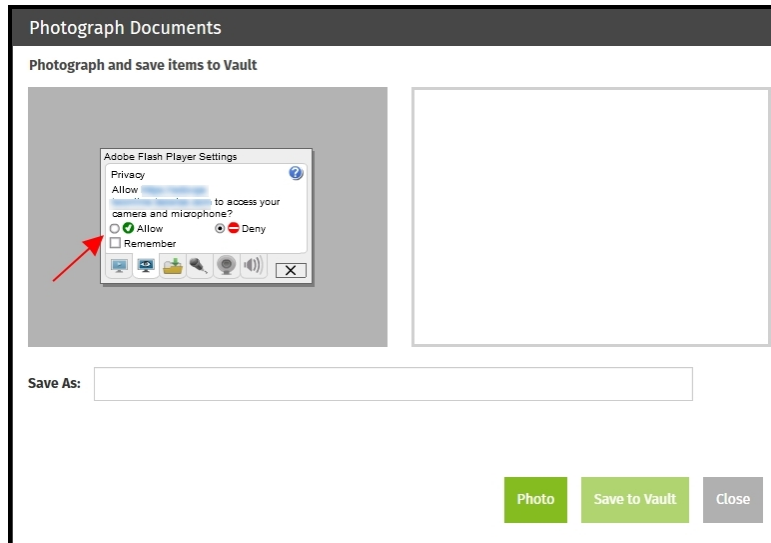 Photograph Documents
Photograph and save items to Vault
Adobe Flash Player Settings
Privacy
Allow
to access your
camera and microphone?
Allow Deny
Remember
Save As:
Photo Save to Vault Close